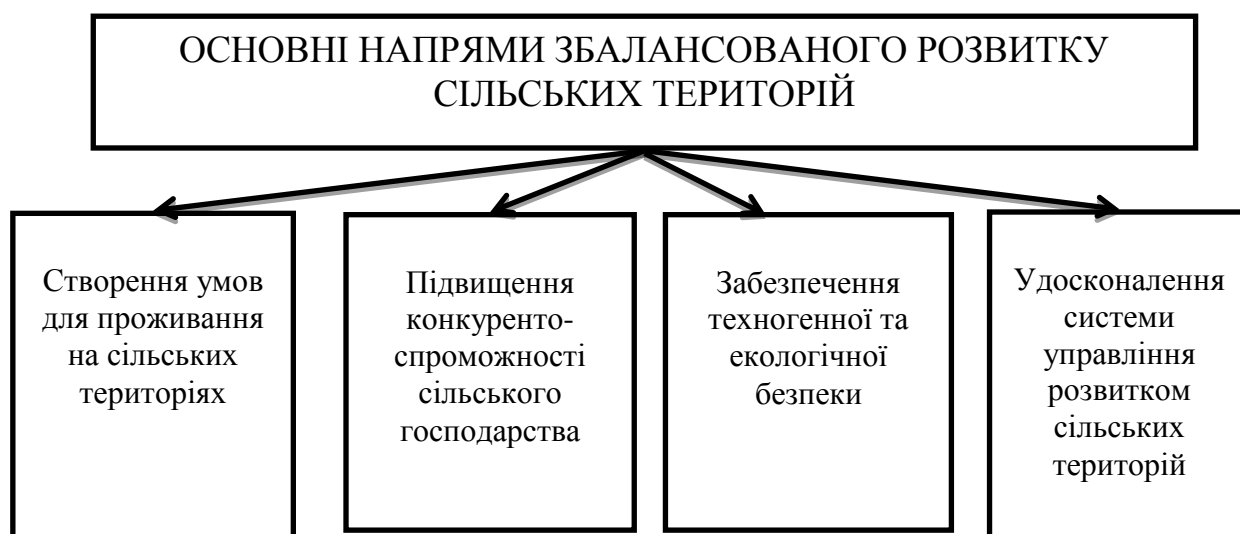 ОСНОВНІ НАПРЯМИ ЗБАЛАНСОВАНОГО РОЗВИТКУ
СІЛЬСЬКИХ ТЕРИТОРІЙ
Створення умов
для проживання
на сільських
територіях
Підвищення
конкуренто-
спроможності
сільського
господарства
Забезпечення
техногенної та
екологічної
безпеки
Удосконалення
системи
управління
розвитком
сільських
територій